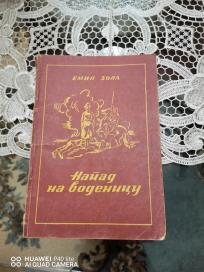 ЕМИЛ ЗОЛА
Напад
на воденицу
HUAWEI P40 lite
AI QUAD CAMERA